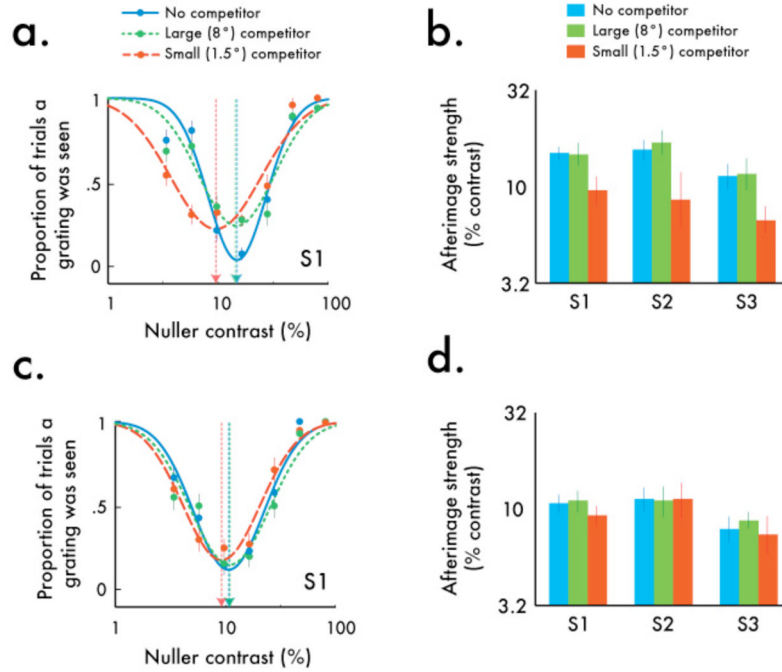 a.
No competitor
Large (8°) competitor
Small (1.5°) competitor
Proportion of trials a
grating was seen
1
.5
0
S1
1
10
100
Nuller contrast (%)
b.
No competitor
Large (8°) competitor
Small (1.5°) competitor
Afterimage strength
(% contrast)
32
10
3.2
S1
S2
S3
c.
Proportion of trials a
grating was seen
1
.5
0
S1
1
10
100
Nuller contrast (%)
d.
Afterimage strength
(% contrast)
32
10
3.2
S1
S2
S3